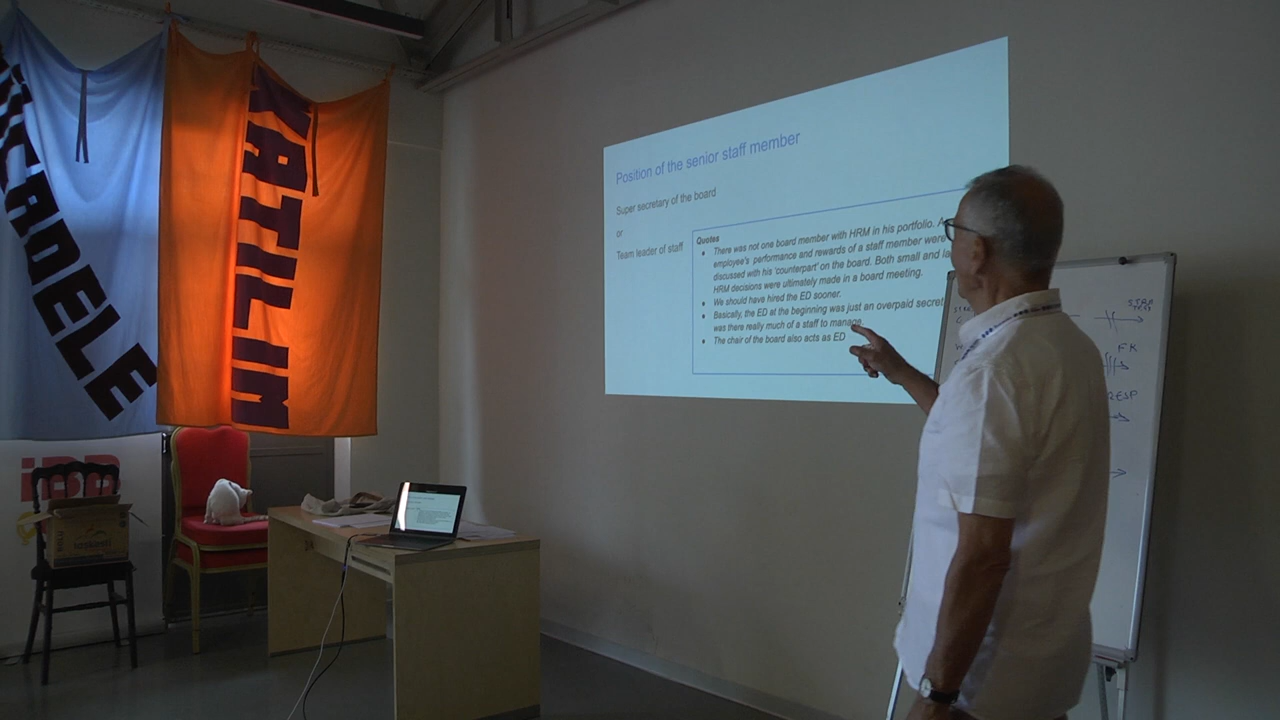 MÜCADELE
KATILIM
Position of the senior staff member
Super secretary of the board
or
Team leader of staff
Quotes
There was not one board member with HRM in his portfolio.
employee's performance and rewards of a staff member were
discussed with his 'counterpart' on the board. Both small and
HRM decisions were ultimately made in a board meeting.
We should have hired the ED sooner.
Basically, the ED at the beginning was just an overpaid
was there really much of a staff to manage
The chair of the board also acts as ED
FR
RESP